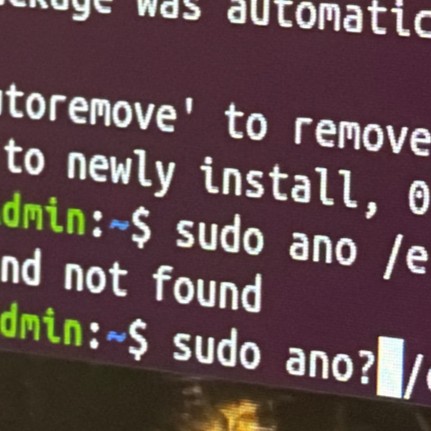 ckage was automatic
utoremove' to remove
to newly install, 0
dmin:~$ sudo ano /e
nd not found
dmin:~$ sudo ano? /